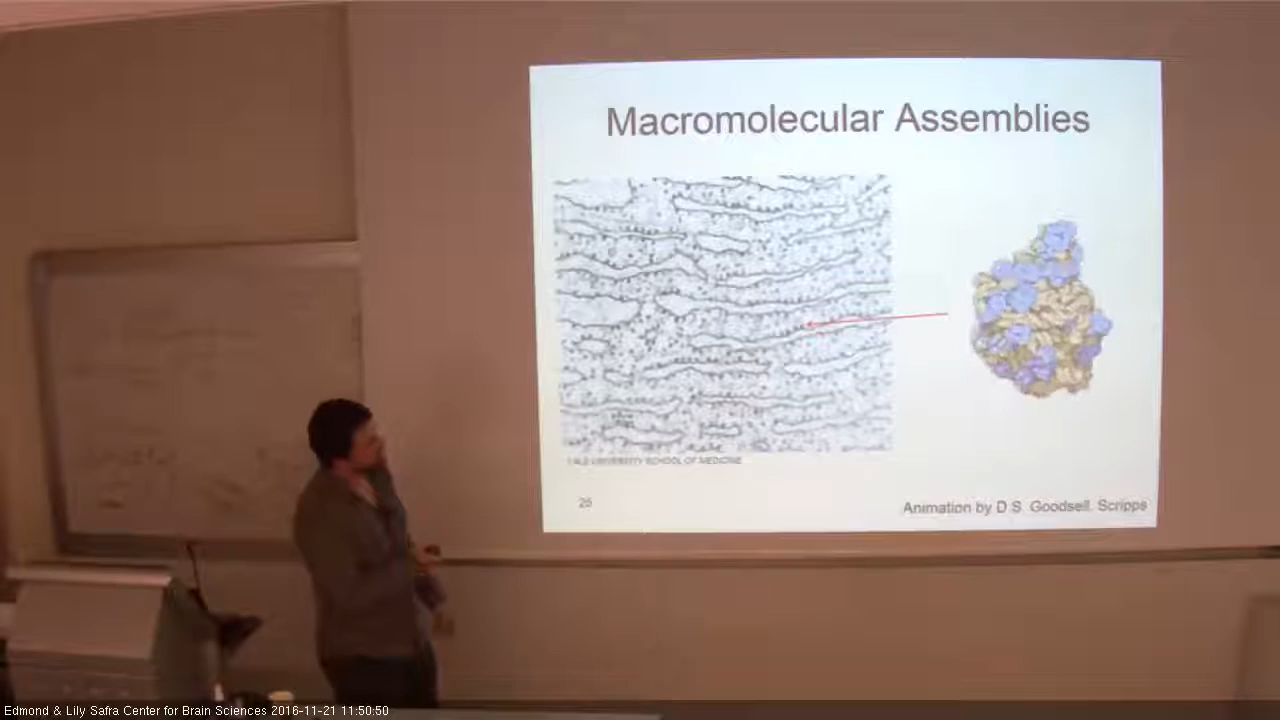 Macromolecular Assemblies
YALE UNIVERSITY SCHOOL OF MEDICINE
25
Animation by D.S. Goodsell, Scripps
Edmond & Lily Safra Center for Brain Sciences 2016-11-21 11:50:50